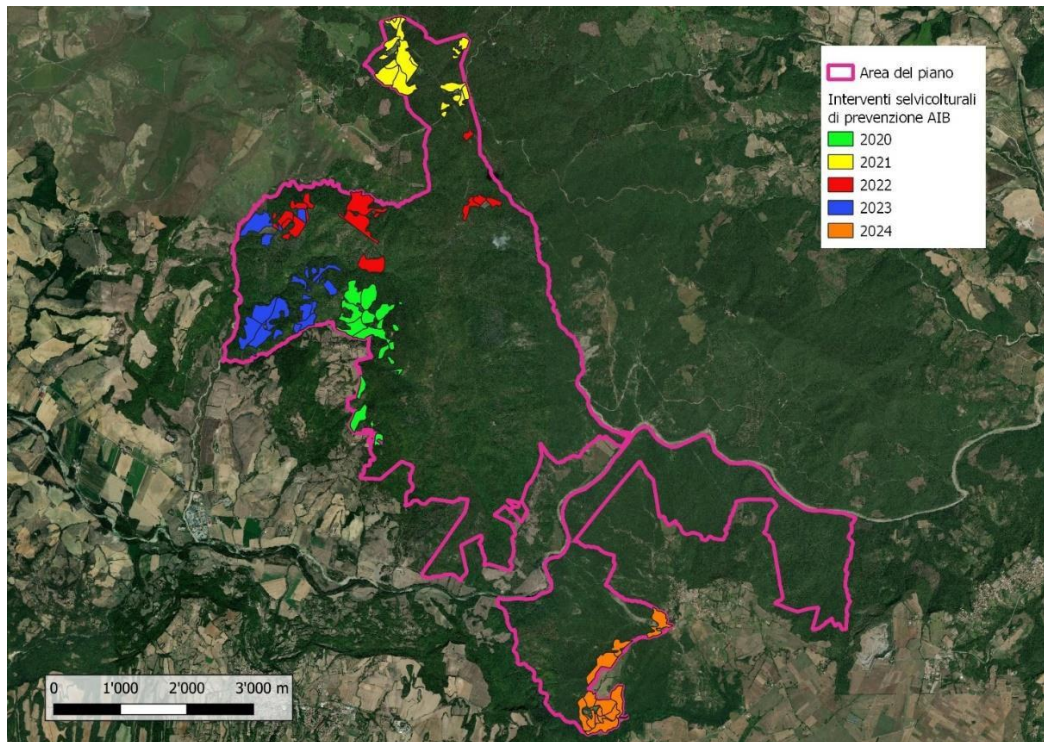 Area del piano
Interventi selvicolturali
di prevenzione AIB
2020
2021
2022
2023
2024
0 1'000 2'000 3'000 m